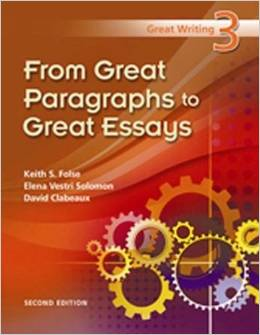 Great Writing 3
From Great
Paragraphs to
Great Essays
Keith S. Folse
Elena Vestri Solomon
David Clabeaux
SECOND EDITION